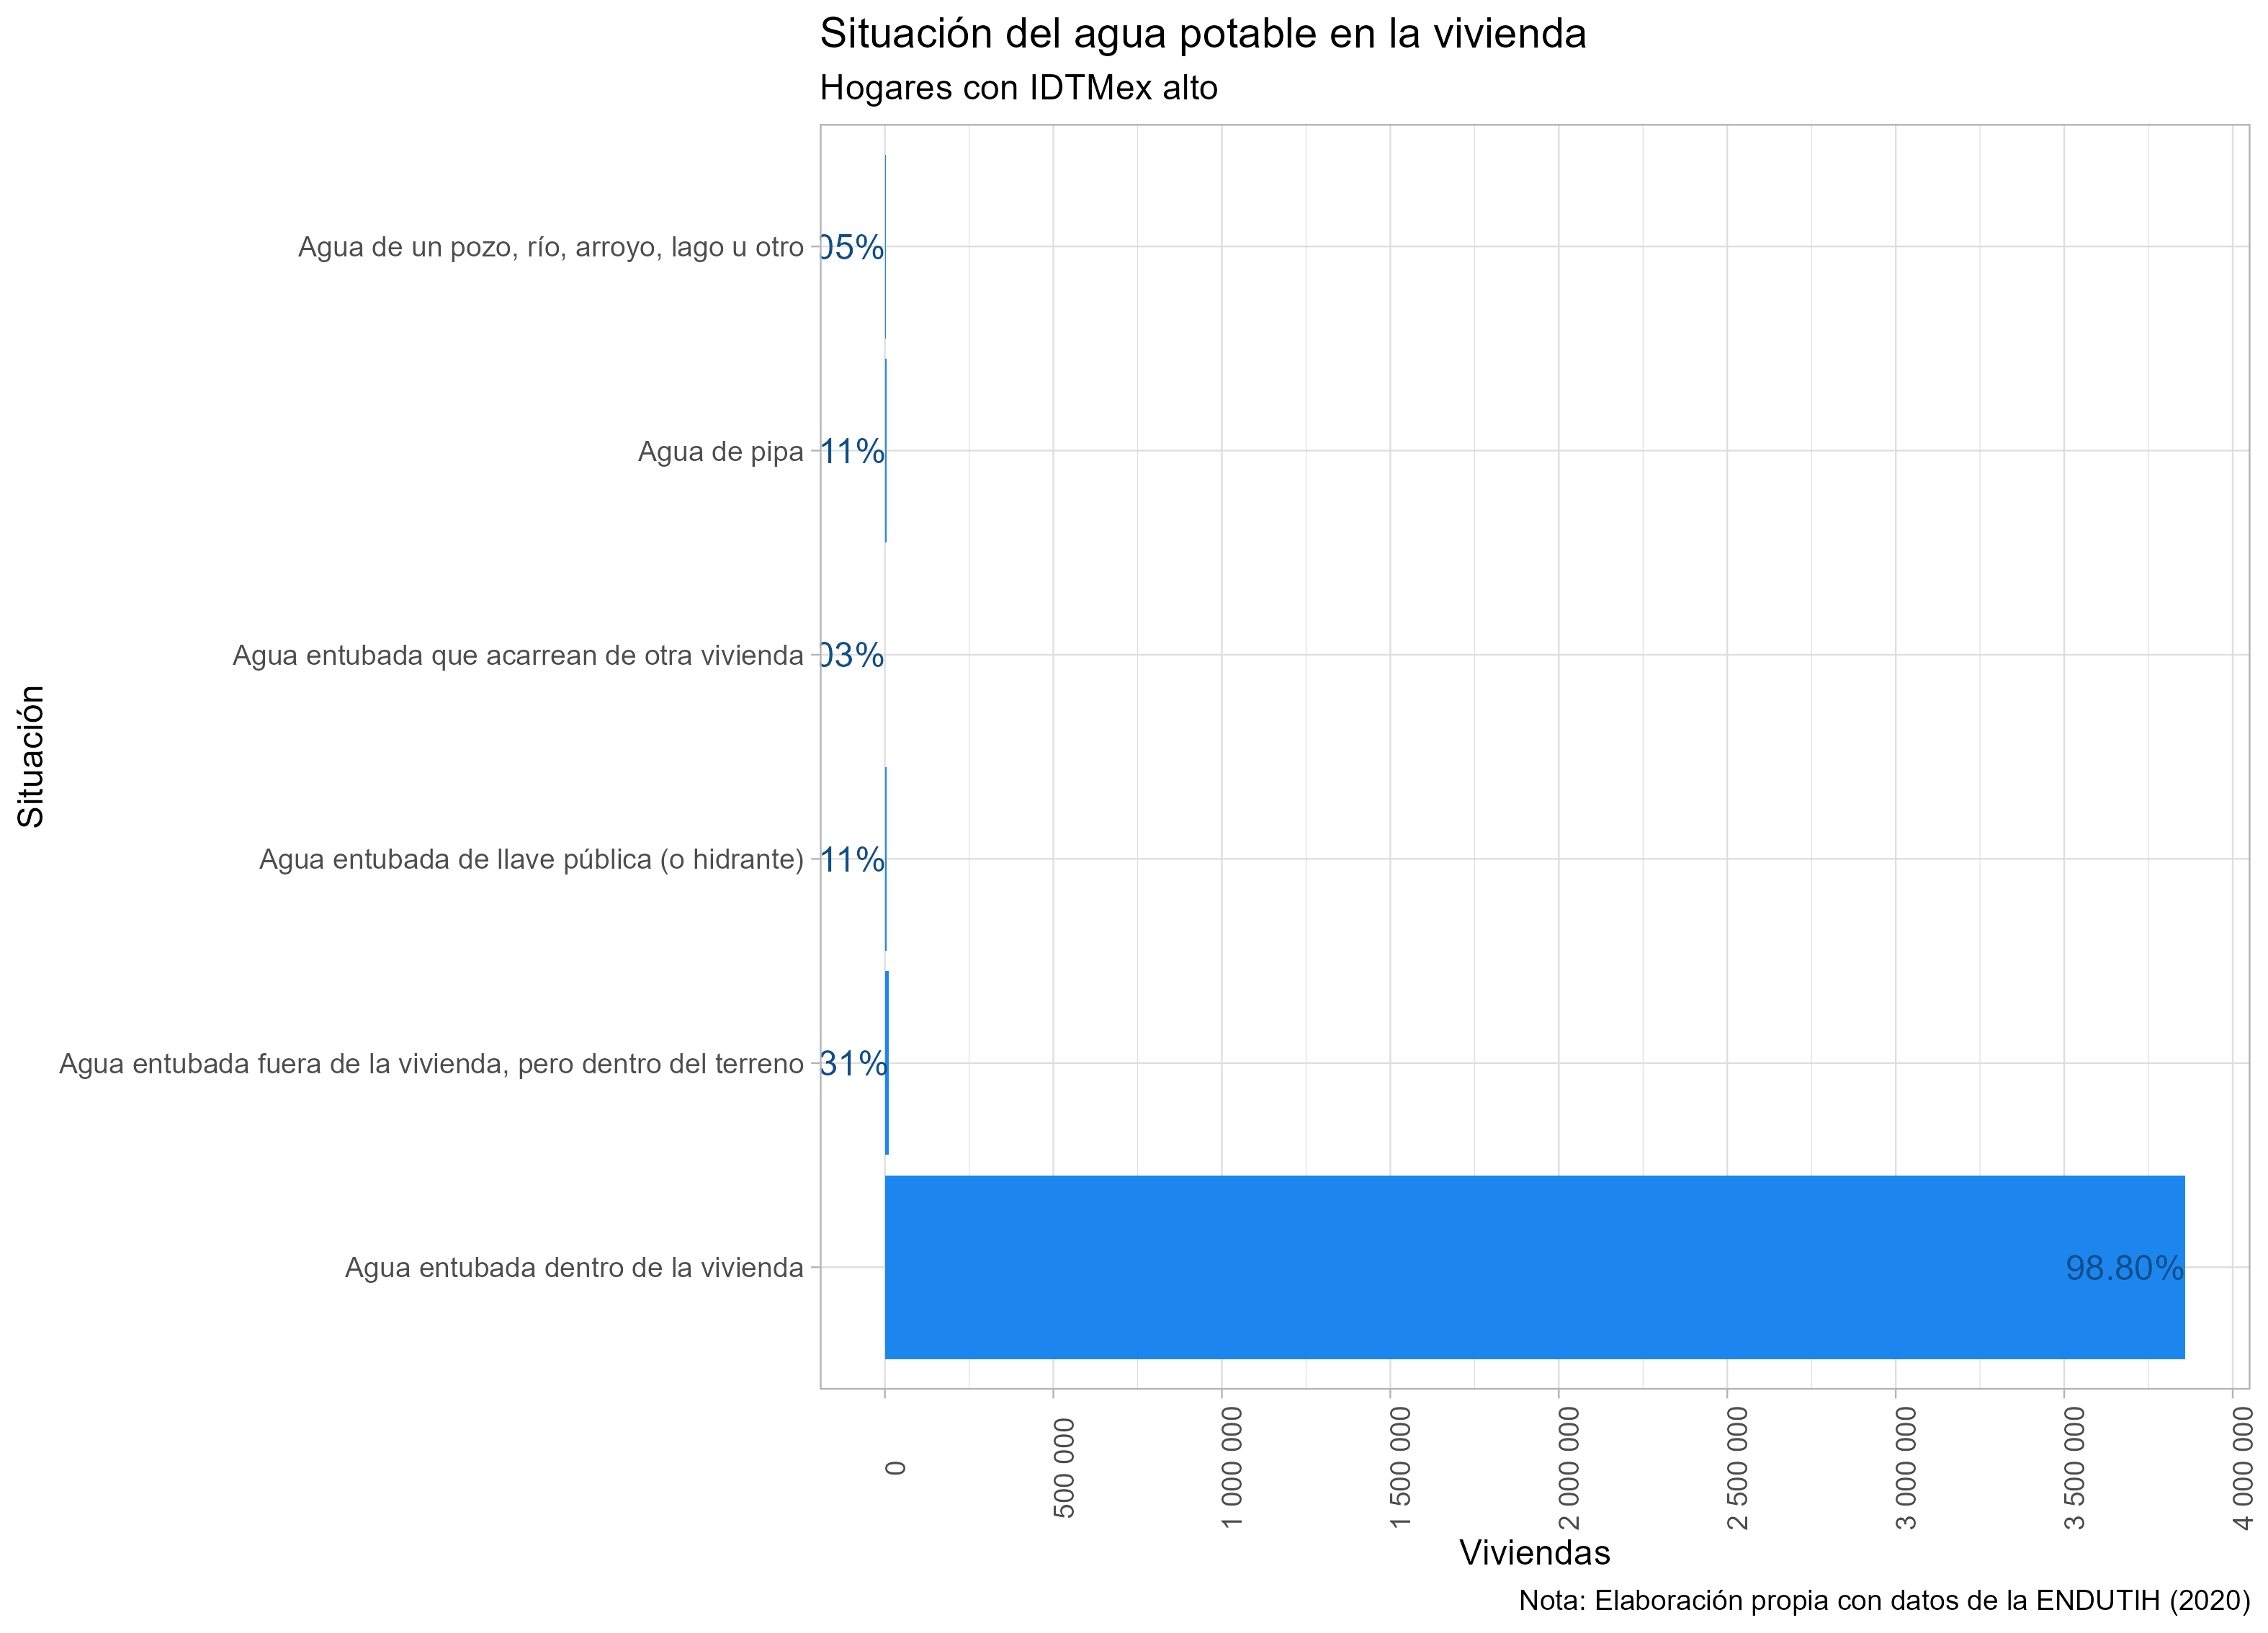 Situación del agua potable en la vivienda
Hogares con IDTMex alto
Situación
Agua de un pozo, río, arroyo, lago u otro
05%
Agua de pipa
11%
Agua entubada que acarrean de otra vivienda
03%
Agua entubada de llave pública (o hidrante)
11%
Agua entubada fuera de la vivienda, pero dentro del terreno
31%
Agua entubada dentro de la vivienda
98.80%
0
500 000
1 000 000
1 500 000
2 000 000
2 500 000
3 000 000
3 500 000
4 000 000
Viviendas
Nota: Elaboración propia con datos de la ENDUTIH (2020)